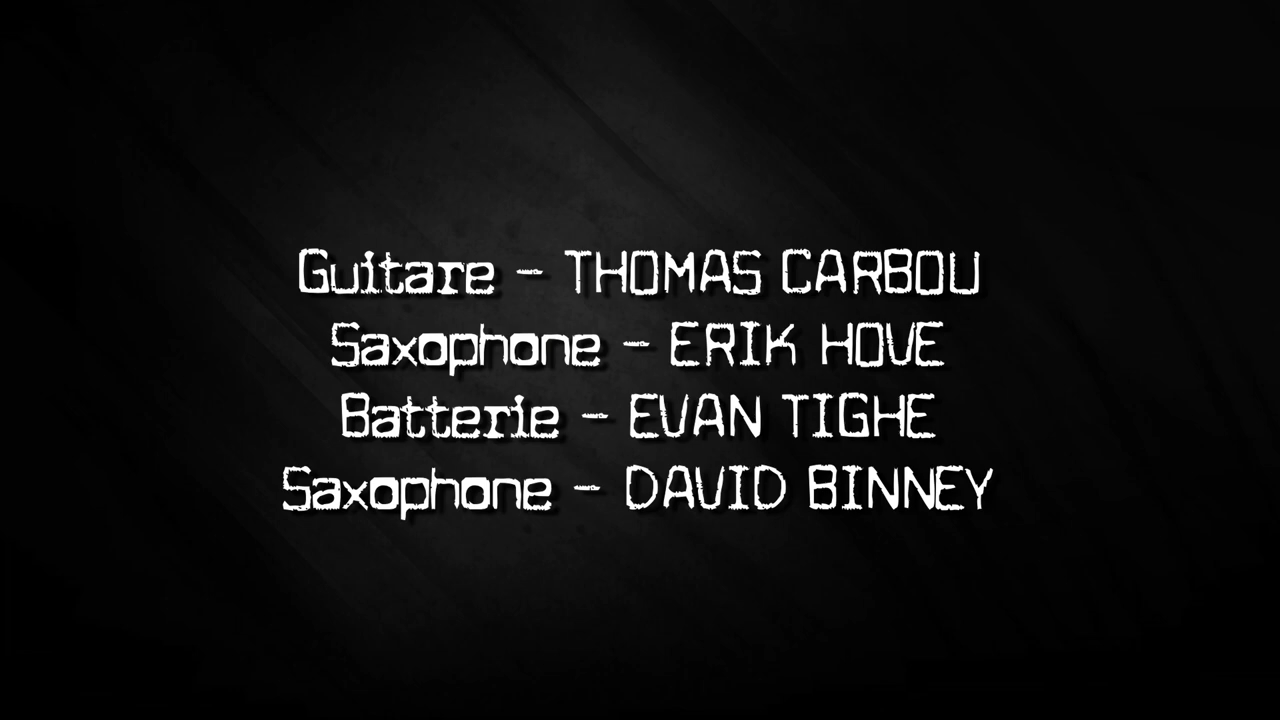 Guitare - THOMAS CARBOU
Saxophone - ERIK HOVE
Batterie - EVAN TIGHE
Saxophone - DAVID BINNEY